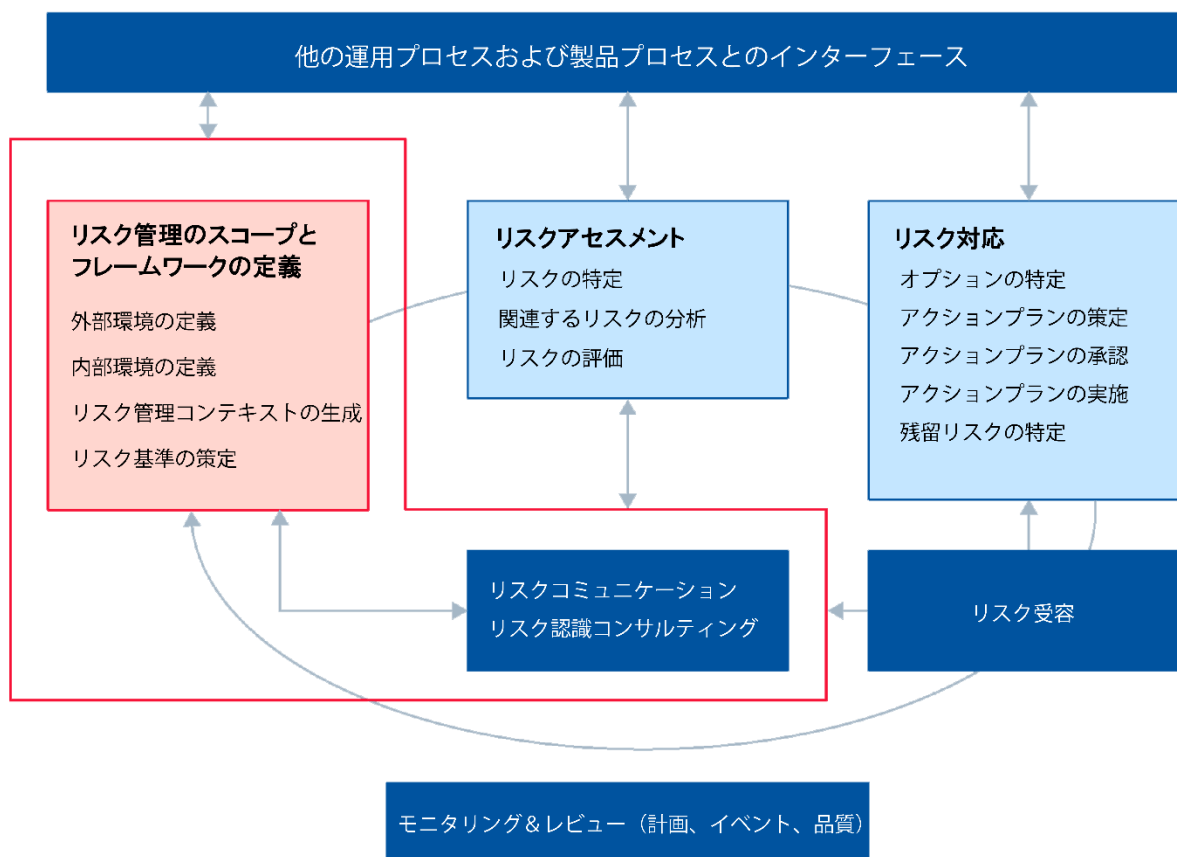 他の運用プロセスおよび製品プロセスとのインターフェース
リスク管理のスコープと
フレームワークの定義
外部環境の定義
内部環境の定義
リスク管理コンテキストの生成
リスク基準の策定
リスクアセスメント
リスクの特定
関連するリスクの分析
リスクの評価
リスク対応
オプションの特定
アクションプランの策定
アクションプランの承認
アクションプランの実施
残留リスクの特定
リスクコミュニケーション
リスク認識コンサルティング
リスク受容
モニタリング＆レビュー（計画、イベント、品質）